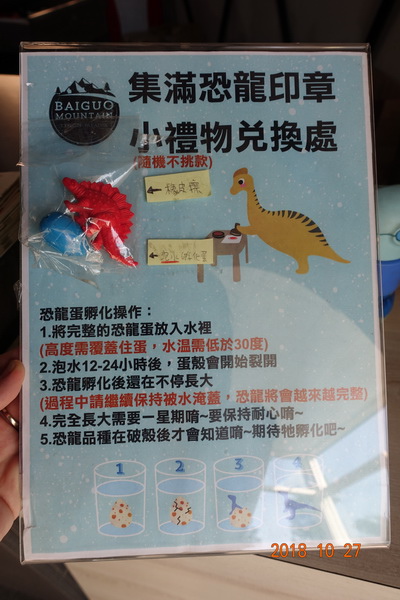 BAIGUO
MOUNTAIN
集滿恐龍印章
小禮物兌換處
(隨機不挑款)
橡皮擦
恐龍蛋孵化操作：
1.將完整的恐龍蛋放入水裡
(高度需覆蓋住蛋，水溫需低於30度)
2.泡水12-24小時後，蛋殼會開始裂開
3.恐龍孵化後還在不停長大
(過程中請繼續保持被水淹蓋，恐龍將會越來越完整)
4.完全長大需要一星期唷~要保持耐心唷~
5.恐龍品種在破殼後才會知道唷~期待牠孵化吧~
1 2 3 4
2018 10 27